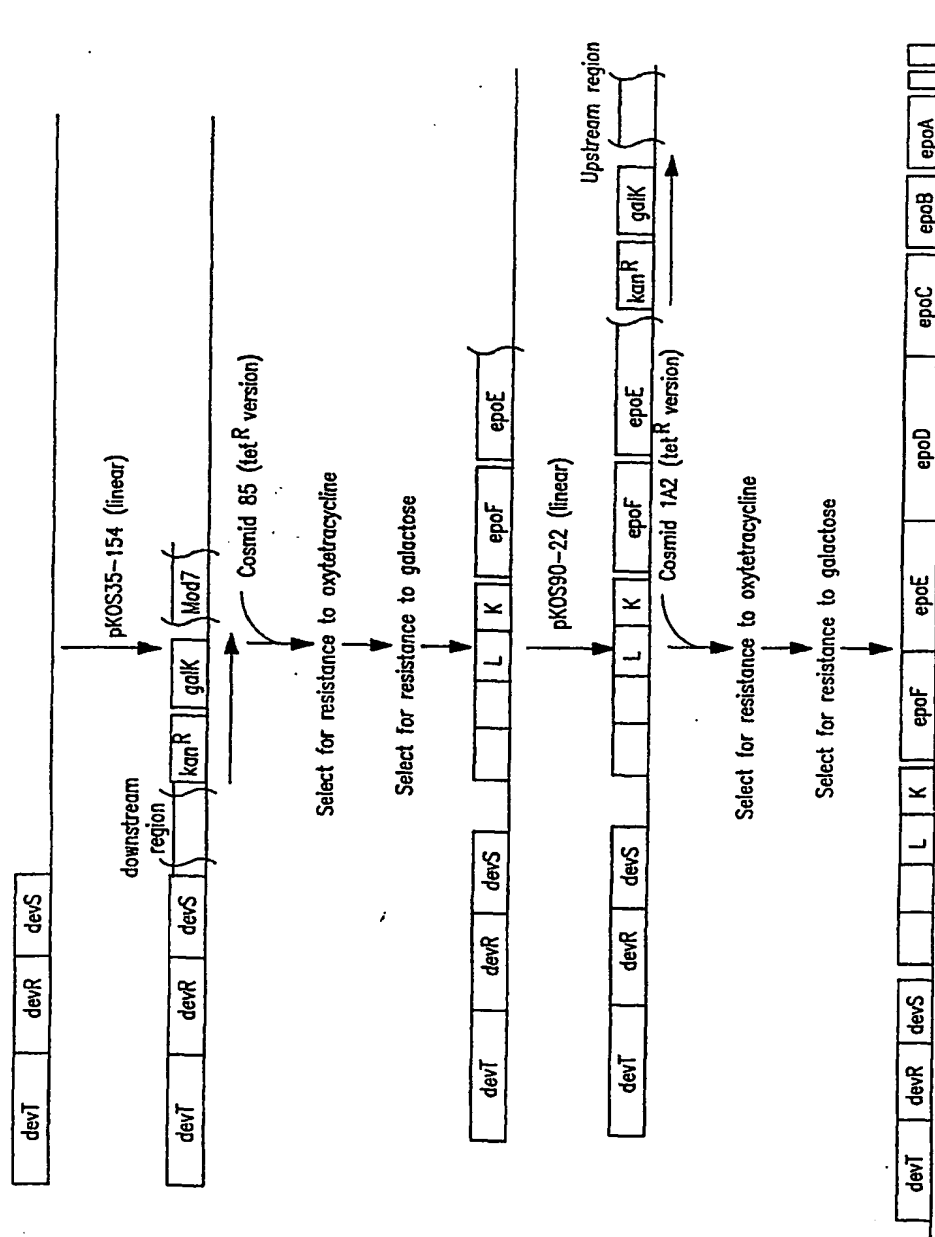 devT devR devS
pKOS35-154 (linear)
downstream
region
devT devR devS kanR galK Mod7
Cosmid 85 (tetR version)
Select for resistance to oxytetracycline
Select for resistance to galactose
devT devR devS L K epoF epoE
pKOS90-22 (linear)
Upstream region
devT devR devS L K epoF epoE kanR galK
Cosmid 1A2 (tetR version)
Select for resistance to oxytetracycline
Select for resistance to galactose
devT devR devS L K epoF epoE epoD epoC epoB epoA